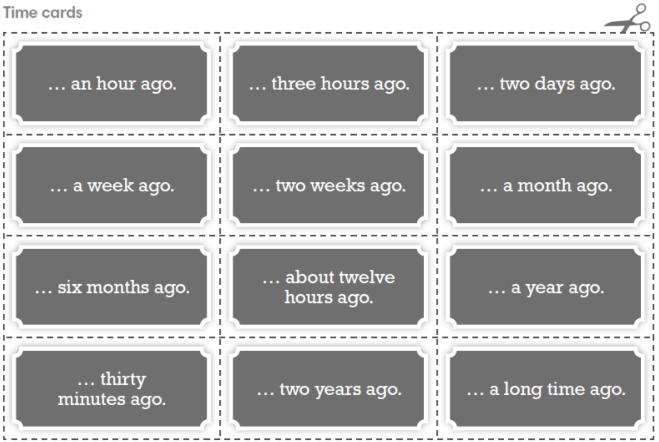 Time cards
… an hour ago.
… three hours ago.
… two days ago.
… a week ago.
… two weeks ago.
… a month ago.
… six months ago.
… about twelve
hours ago.
… a year ago.
… thirty
minutes ago.
… two years ago.
… a long time ago.